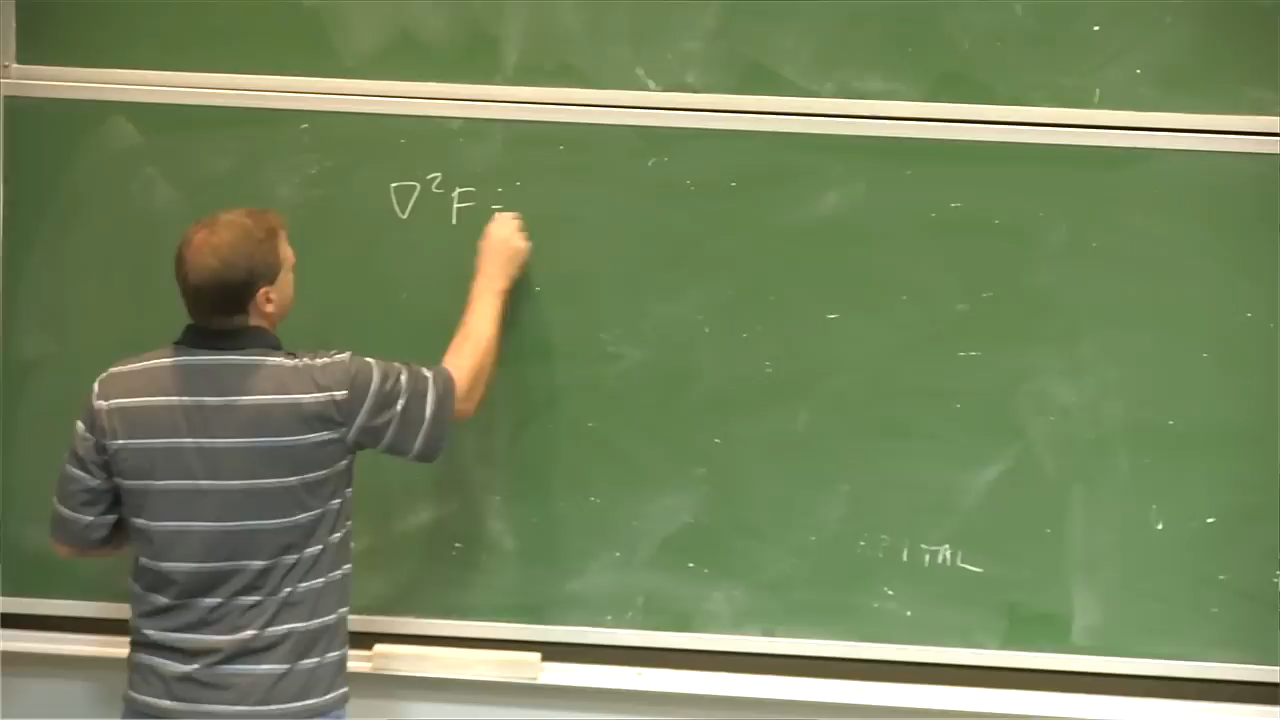 ∇²F =
PITAL